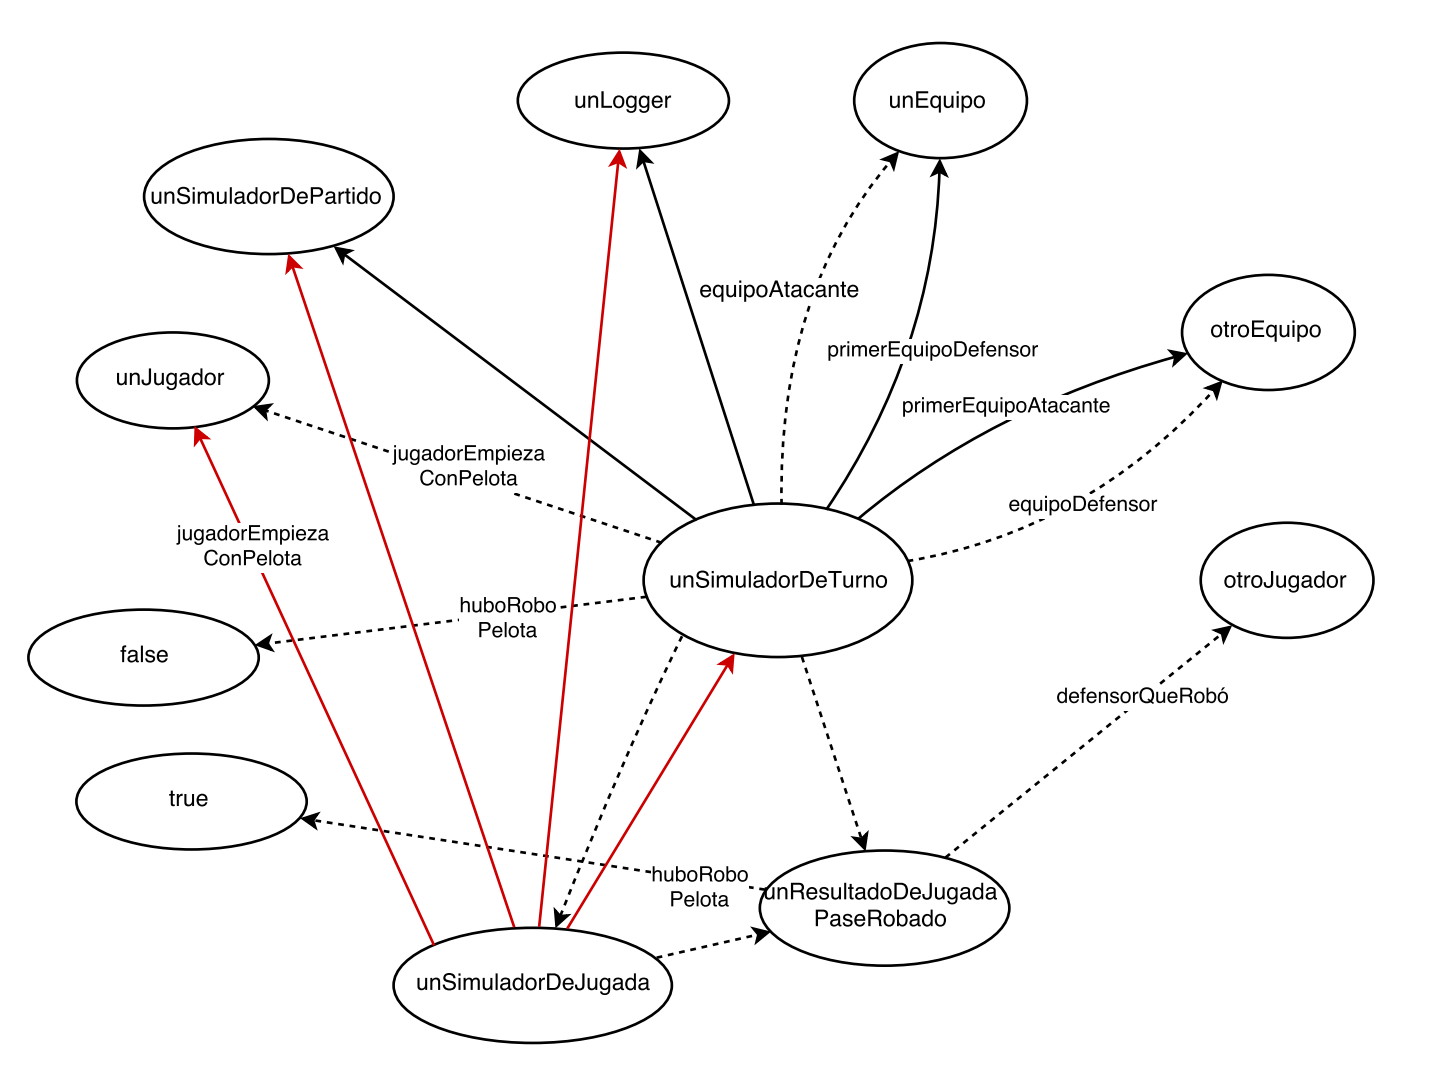 unLogger
unEquipo
unSimuladorDePartido
equipoAtacante
otroEquipo
primerEquipoDefensor
unJugador
primerEquipoAtacante
jugadorEmpieza
ConPelota
equipoDefensor
jugadorEmpieza
ConPelota
unSimuladorDeTurno
otroJugador
huboRobo
Pelota
false
defensorQueRobó
true
huboRobo
Pelota
unResultadoDeJugada
PaseRobado
unSimuladorDeJugada